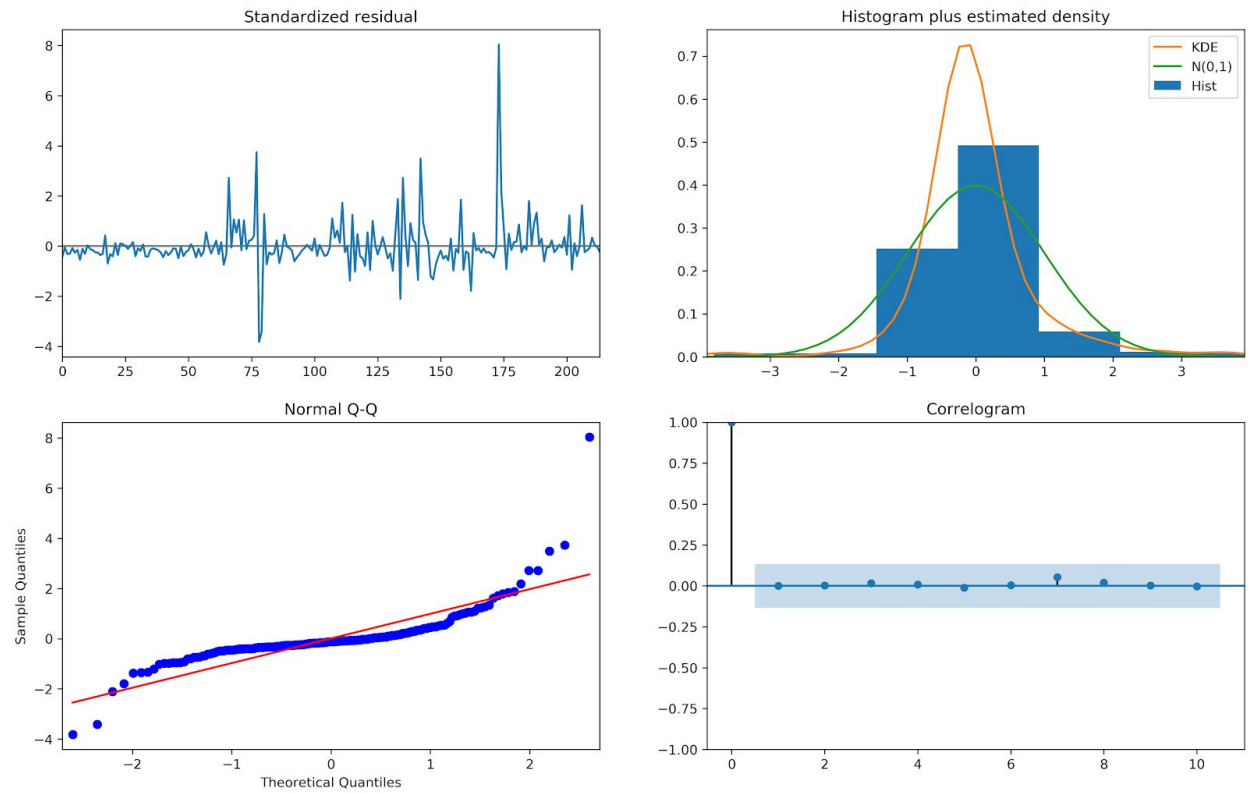 Standardized residual
8
6
4
2
0
−2
−4
0 25 50 75 100 125 150 175 200
Histogram plus estimated density
KDE
N(0,1)
Hist
0.7
0.6
0.5
0.4
0.3
0.2
0.1
0.0
−3 −2 −1 0 1 2 3
Normal Q-Q
Sample Quantiles
8
6
4
2
0
−2
−4
−2 −1 0 1 2
Theoretical Quantiles
Correlogram
1.00
0.75
0.50
0.25
0.00
−0.25
−0.50
−0.75
−1.00
0 2 4 6 8 10